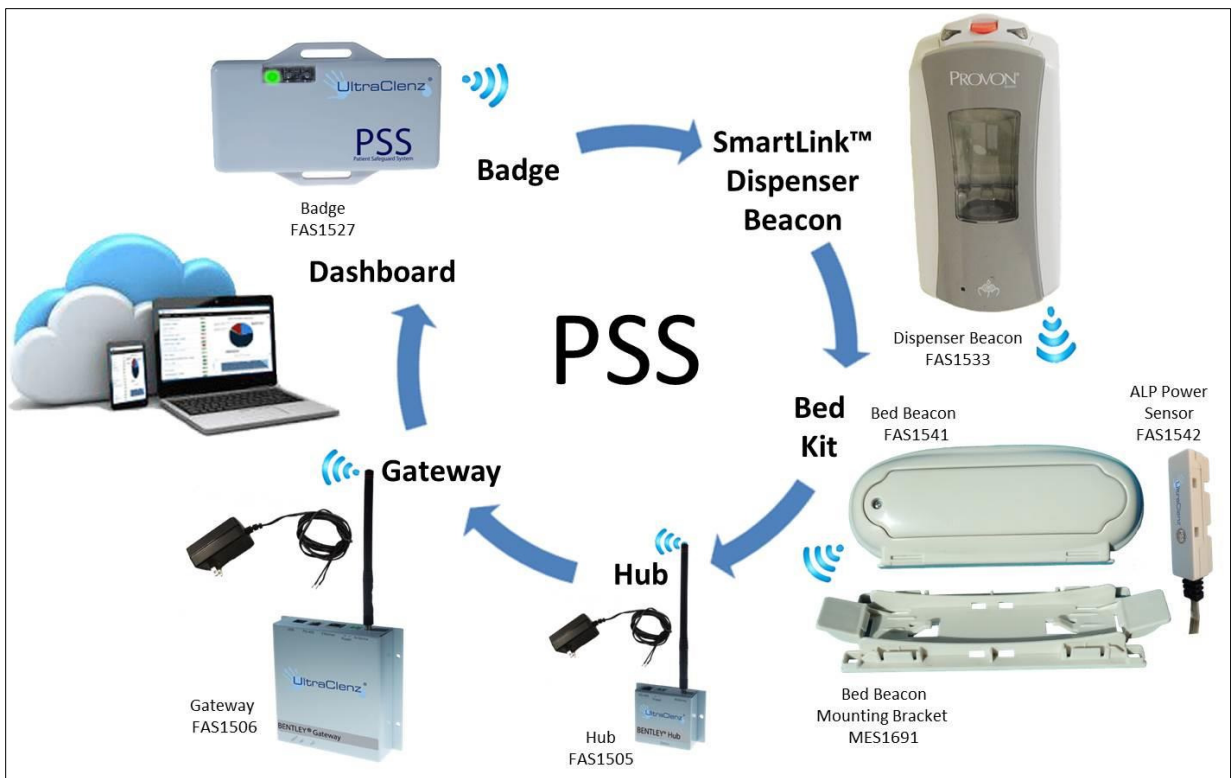 UltraClenz®
PSS
Patient Safeguard System
Badge
FAS1527
Badge
SmartLink™
Dispenser
Beacon
PROVON®
Dispenser Beacon
FAS1533
Dashboard
PSS
Bed
Kit
Bed Beacon
FAS1541
ALP Power
Sensor
FAS1542
UltraClenz
Gateway
Hub
UltraClenz®
BENTLEY® Gateway
Gateway
FAS1506
UltraClenz®
BENTLEY® Hub
Hub
FAS1505
Bed Beacon
Mounting Bracket
MES1691